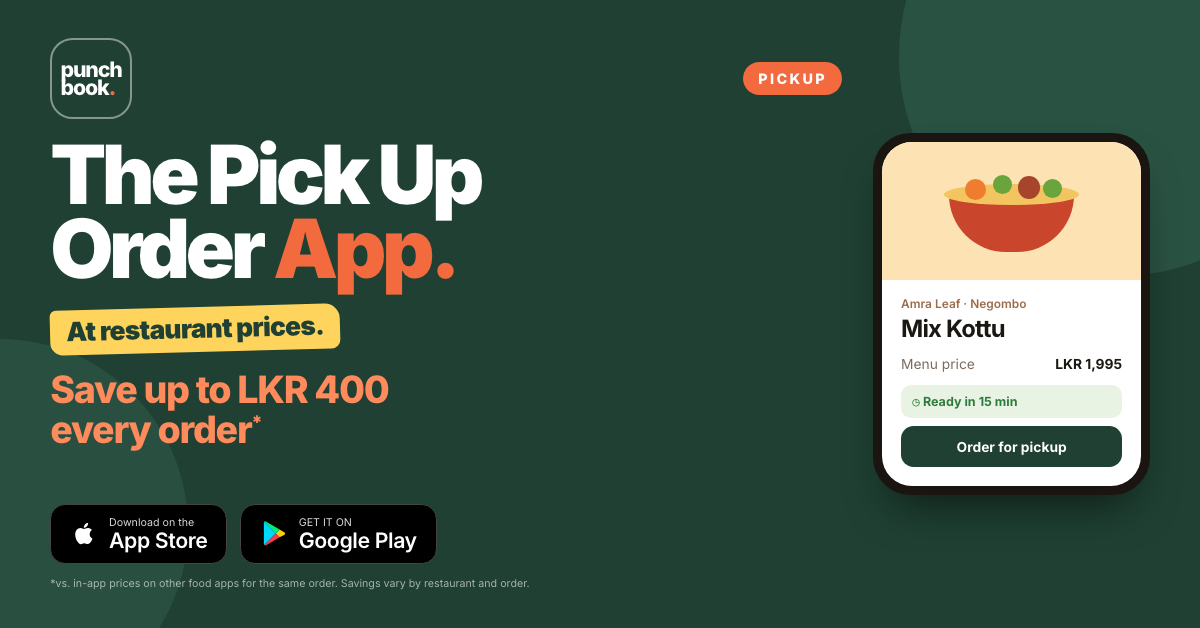 punch
book.
PICKUP
The Pick Up
Order App.
At restaurant prices.
Save up to LKR 400
every order*
Download on the
App Store
GET IT ON
Google Play
*vs. in-app prices on other food apps for the same order. Savings vary by restaurant and order.
Amra Leaf · Negombo
Mix Kottu
Menu price LKR 1,995
Ready in 15 min
Order for pickup